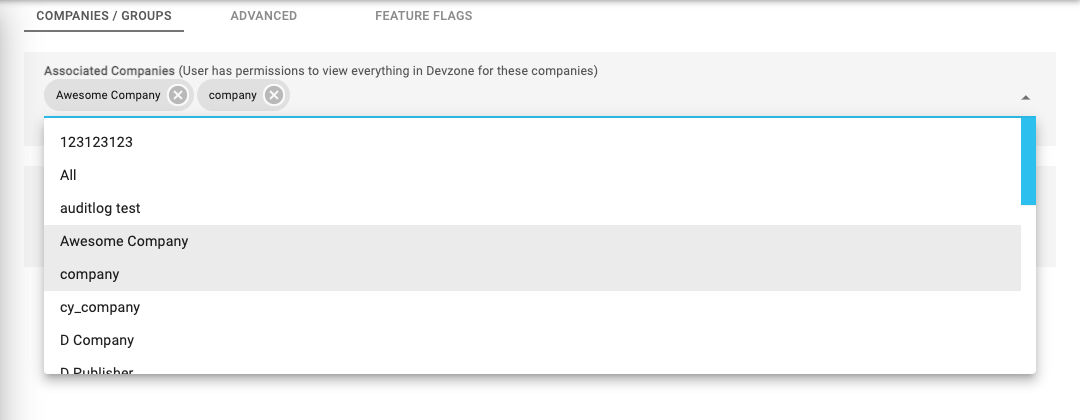 COMPANIES / GROUPS ADVANCED FEATURE FLAGS
Associated Companies (User has permissions to view everything in Devzone for these companies)
Awesome Company company
123123123
All
auditlog test
Awesome Company
company
cy_company
D Company
D Publisher